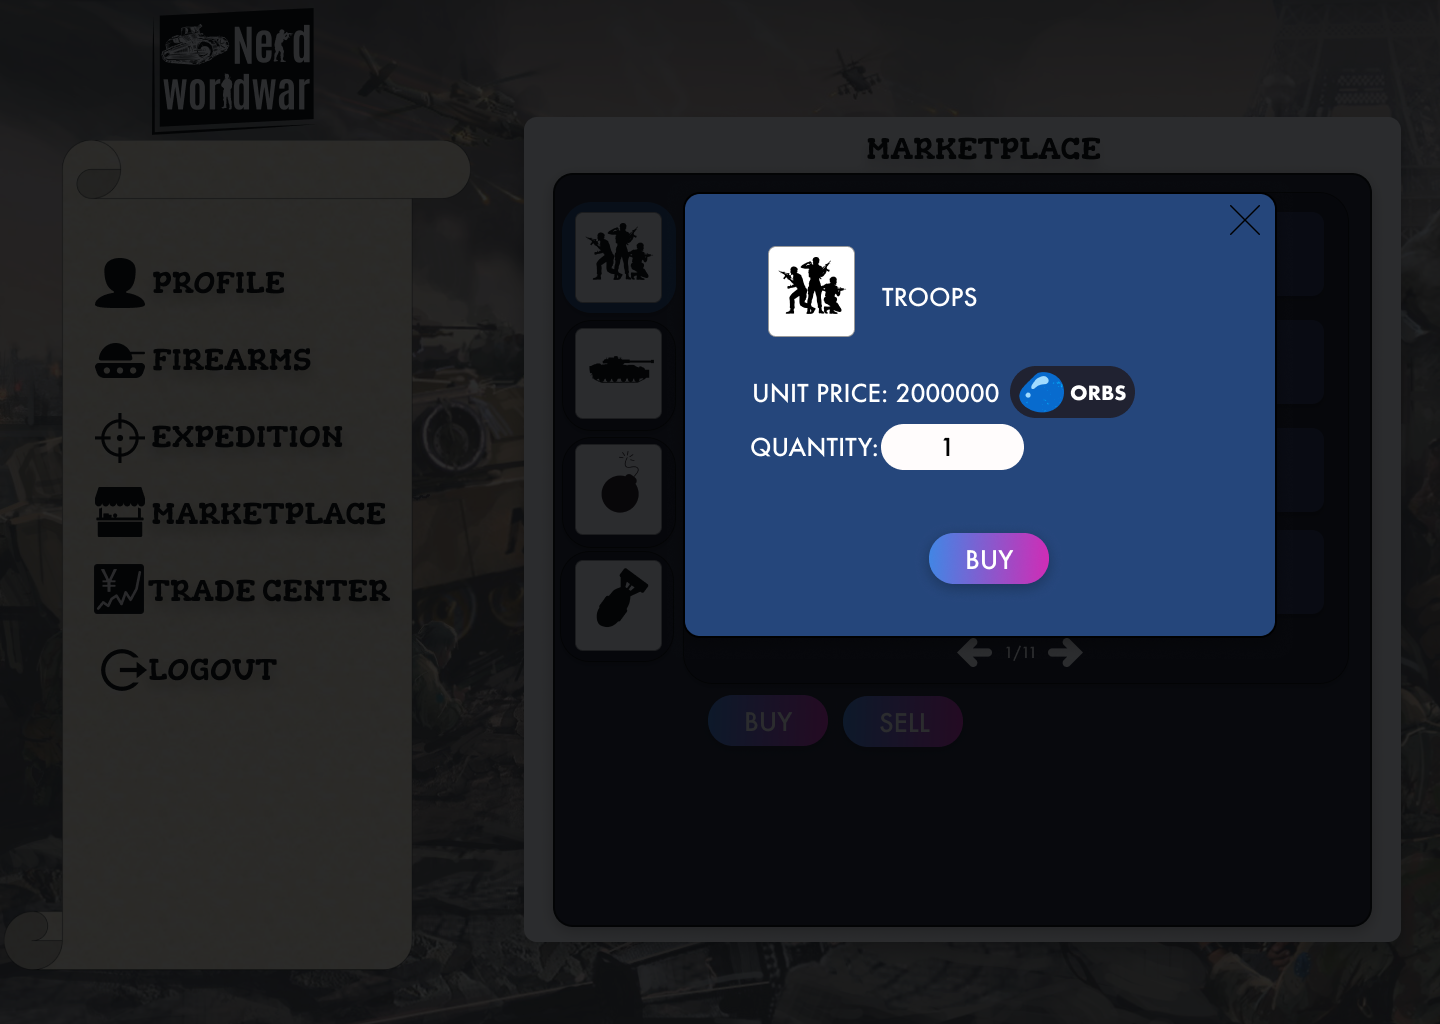 Nerd
worldwar
MARKETPLACE
PROFILE
FIREARMS
EXPEDITION
MARKETPLACE
¥
TRADE CENTER
LOGOUT
TROOPS
UNIT PRICE: 2000000 ORBS
QUANTITY: 1
BUY
1/11
BUY SELL